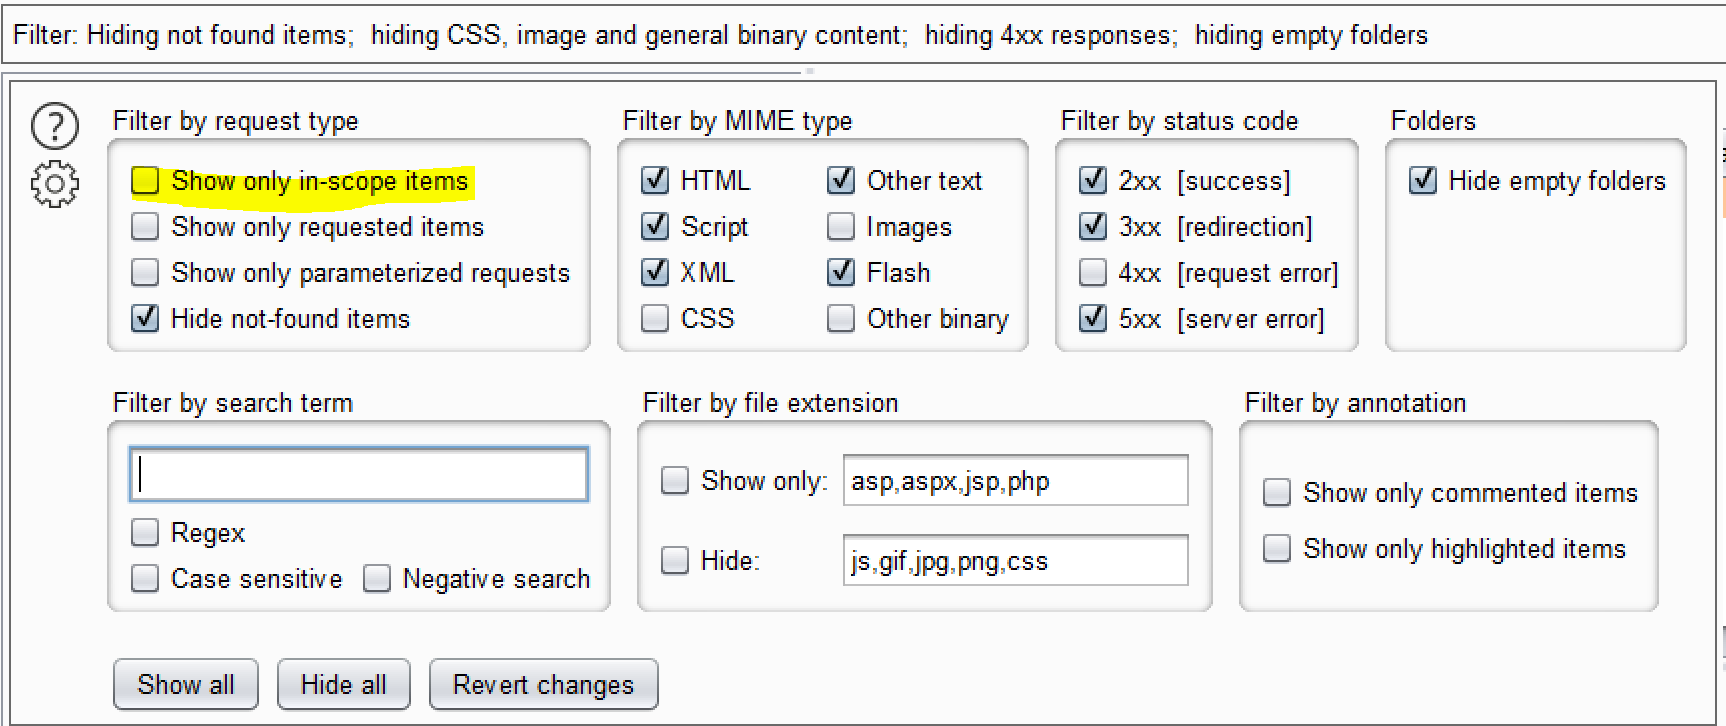 Filter: Hiding not found items;  hiding CSS, image and general binary content;  hiding 4xx responses;  hiding empty folders
?
Filter by request type
Show only in-scope items
Show only requested items
Show only parameterized requests
Hide not-found items
Filter by MIME type
HTML
Script
XML
CSS
Other text
Images
Flash
Other binary
Filter by status code
2xx  [success]
3xx  [redirection]
4xx  [request error]
5xx  [server error]
Folders
Hide empty folders
Filter by search term
Regex
Case sensitive
Negative search
Filter by file extension
Show only: asp,aspx,jsp,php
Hide: js,gif,jpg,png,css
Filter by annotation
Show only commented items
Show only highlighted items
Show all
Hide all
Revert changes